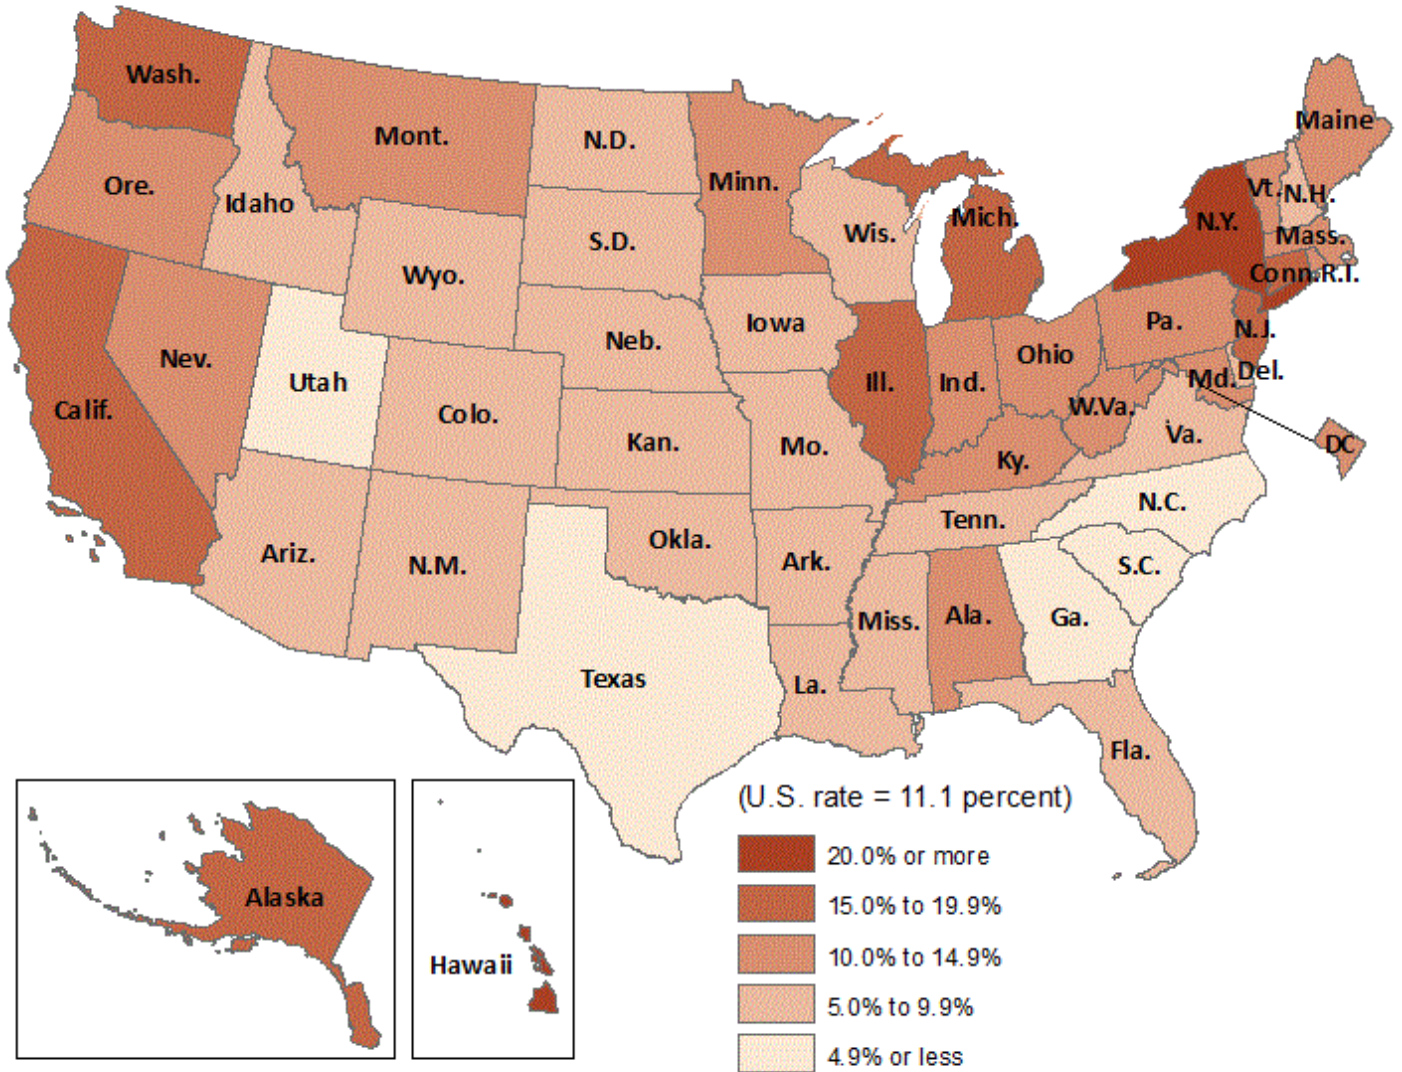 Wash.
Maine
Mont.
N.D.
Minn.
Ore.
Idaho
Vt.
N.H.
Mich.
N.Y.
S.D.
Wis.
Mass.
Wyo.
Conn.
R.I.
Iowa
Pa.
N.J.
Neb.
Nev.
Ohio
Utah
Ill.
Ind.
Md.
Del.
Calif.
Colo.
W.Va.
Kan.
Mo.
Va.
DC
Ky.
N.C.
Tenn.
Okla.
Ariz.
N.M.
Ark.
S.C.
Miss.
Ala.
Ga.
Texas
La.
Fla.
Alaska
Hawaii
(U.S. rate = 11.1 percent)
20.0% or more
15.0% to 19.9%
10.0% to 14.9%
5.0% to 9.9%
4.9% or less